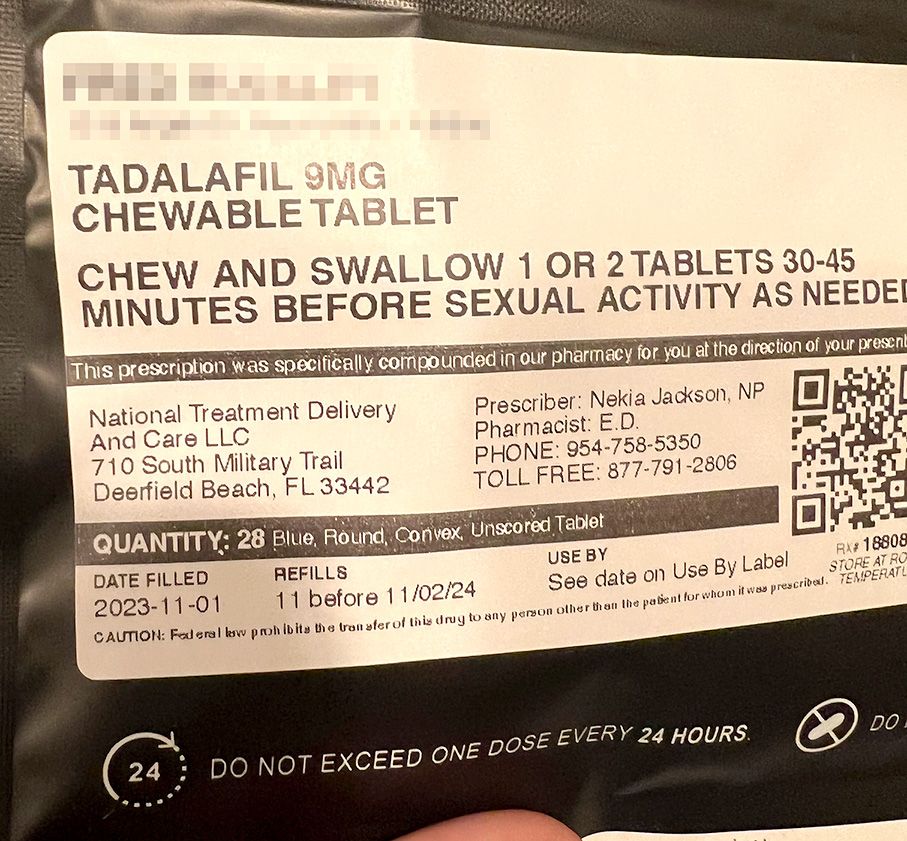 TADALAFIL 9MG
CHEWABLE TABLET
CHEW AND SWALLOW 1 OR 2 TABLETS 30-45
MINUTES BEFORE SEXUAL ACTIVITY AS NEEDED
This prescription was specifically compounded in our pharmacy for you at the direction of your
National Treatment Delivery
And Care LLC
710 South Military Trail
Deerfield Beach, FL 33442
Prescriber: Nekia Jackson, NP
Pharmacist: E.D.
PHONE: 954-758-5350
TOLL FREE: 877-791-2806
QUANTITY: 28 Blue, Round, Convex, Unscored Tablet
DATE FILLED
2023-11-01
REFILLS
11 before 11/02/24
USE BY
See date on Use By Label
RX# 18808
STORE AT
CAUTION: Federal law prohibits the transfer of this drug to any person other than the patient for whom it was prescribed.
24
DO NOT EXCEED ONE DOSE EVERY 24 HOURS.
DO